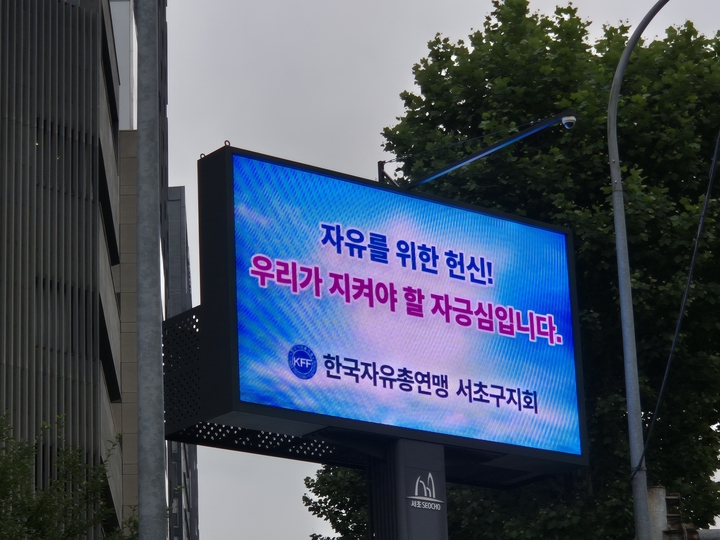 자유를 위한 헌신!
우리가 지켜야 할 자긍심입니다.
KFF 한국자유총연맹 서초구지회
서초 SEOCHO